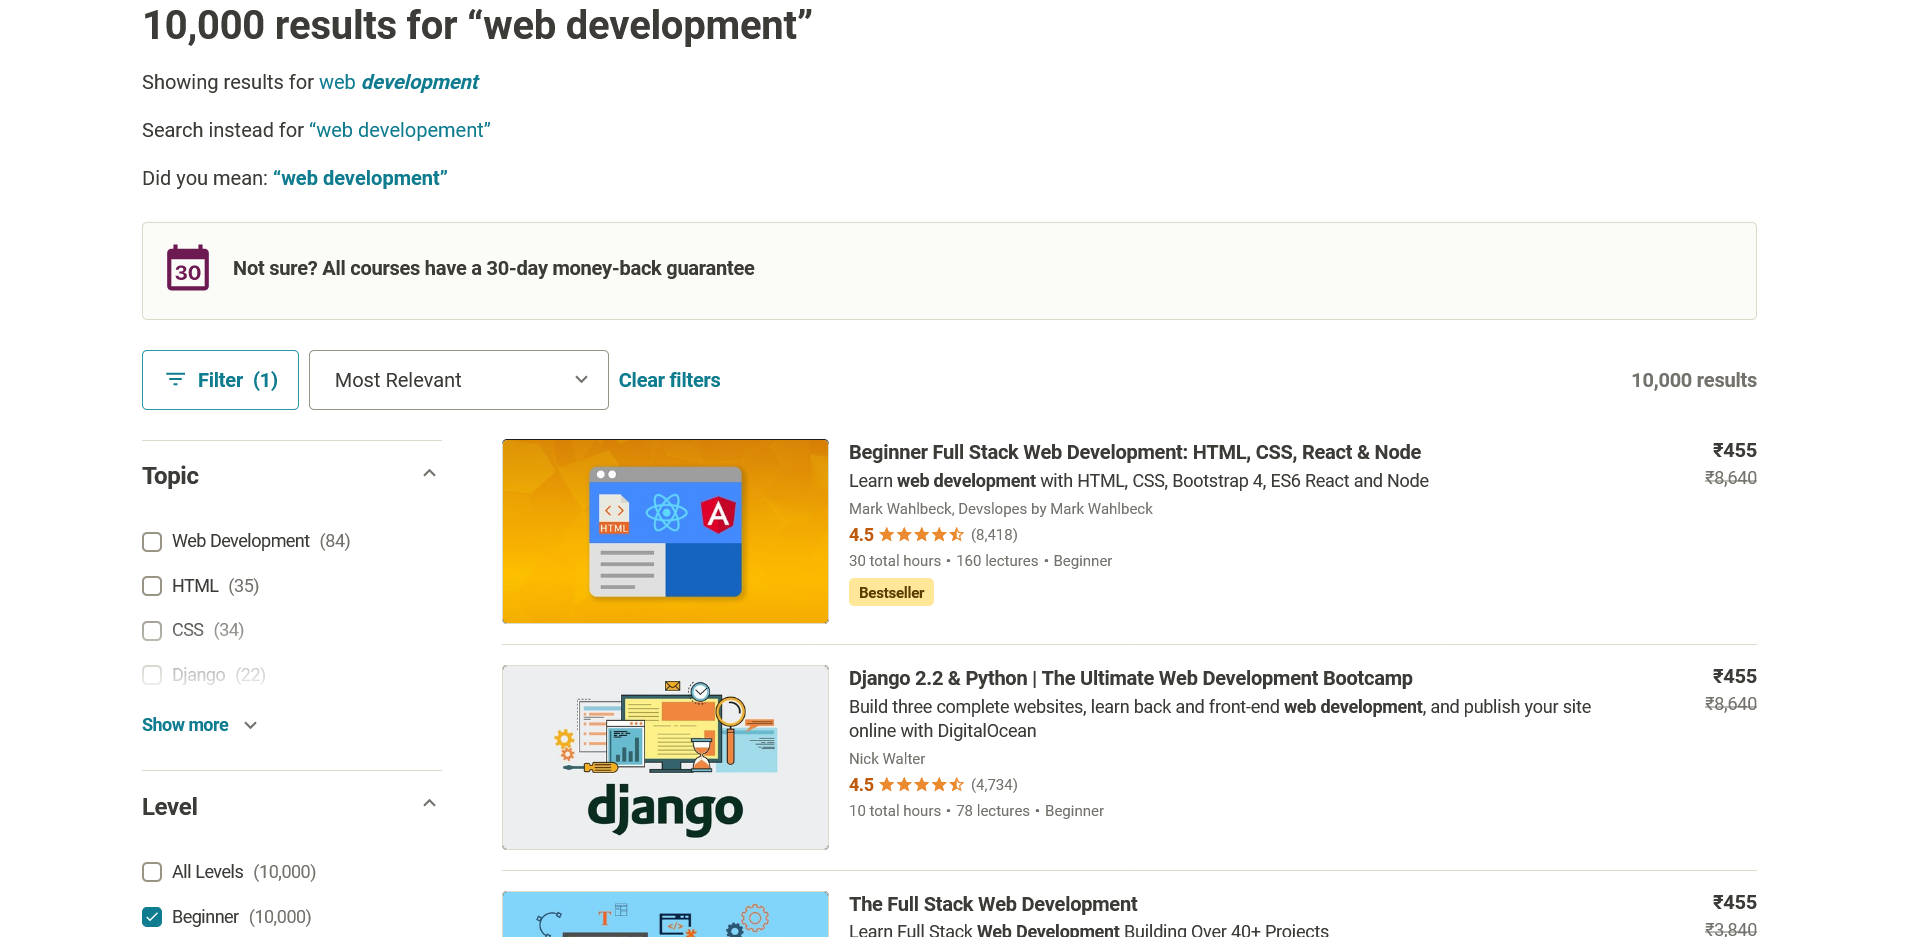 10,000 results for “web development”
Showing results for web development
Search instead for “web developement”
Did you mean: “web development”
30
Not sure? All courses have a 30-day money-back guarantee
Filter (1)
Most Relevant
Clear filters
10,000 results
Topic
Web Development (84)
HTML (35)
CSS (34)
Django (22)
Show more
Level
All Levels (10,000)
Beginner (10,000)
HTML
A
Beginner Full Stack Web Development: HTML, CSS, React & Node
₹455
Learn web development with HTML, CSS, Bootstrap 4, ES6 React and Node
₹8,640
Mark Wahlbeck, Devslopes by Mark Wahlbeck
4.5 (8,418)
30 total hours • 160 lectures • Beginner
Bestseller
django
Django 2.2 & Python | The Ultimate Web Development Bootcamp
₹455
Build three complete websites, learn back and front-end web development, and publish your site
₹8,640
online with DigitalOcean
Nick Walter
4.5 (4,734)
10 total hours • 78 lectures • Beginner
T
The Full Stack Web Development
₹455
Learn Full Stack Web Development Building Over 40+ Projects
₹3,840